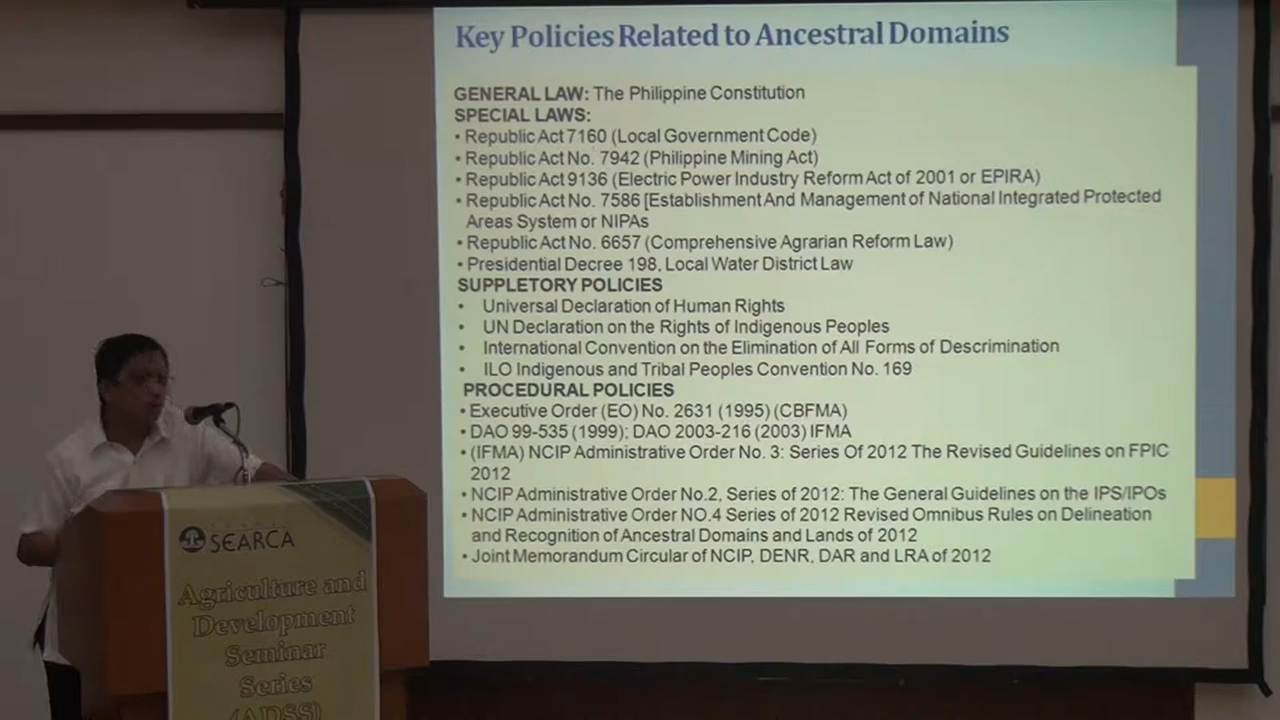 Key Policies Related to Ancestral Domains
GENERAL LAW: The Philippine Constitution
SPECIAL LAWS:
• Republic Act 7160 (Local Government Code)
• Republic Act No. 7942 (Philippine Mining Act)
• Republic Act 9136 (Electric Power Industry Reform Act of 2001 or EPIRA)
• Republic Act No. 7586 [Establishment And Management of National Integrated Protected
Areas System or NIPAs
• Republic Act No. 6657 (Comprehensive Agrarian Reform Law)
• Presidential Decree 198, Local Water District Law
SUPPLETORY POLICIES
• Universal Declaration of Human Rights
• UN Declaration on the Rights of Indigenous Peoples
• International Convention on the Elimination of All Forms of Descrimination
• ILO Indigenous and Tribal Peoples Convention No. 169
PROCEDURAL POLICIES
• Executive Order (EO) No. 2631 (1995) (CBFMA)
• DAO 99-535 (1999); DAO 2003-216 (2003) IFMA
• (IFMA) NCIP Administrative Order No. 3: Series Of 2012 The Revised Guidelines on FPIC
2012
• NCIP Administrative Order No.2, Series of 2012: The General Guidelines on the IPS/IPOs
• NCIP Administrative Order NO.4 Series of 2012 Revised Omnibus Rules on Delineation
and Recognition of Ancestral Domains and Lands of 2012
• Joint Memorandum Circular of NCIP, DENR, DAR and LRA of 2012
SEARCA
Agriculture and
Development
Seminar
Series
(ADSS)